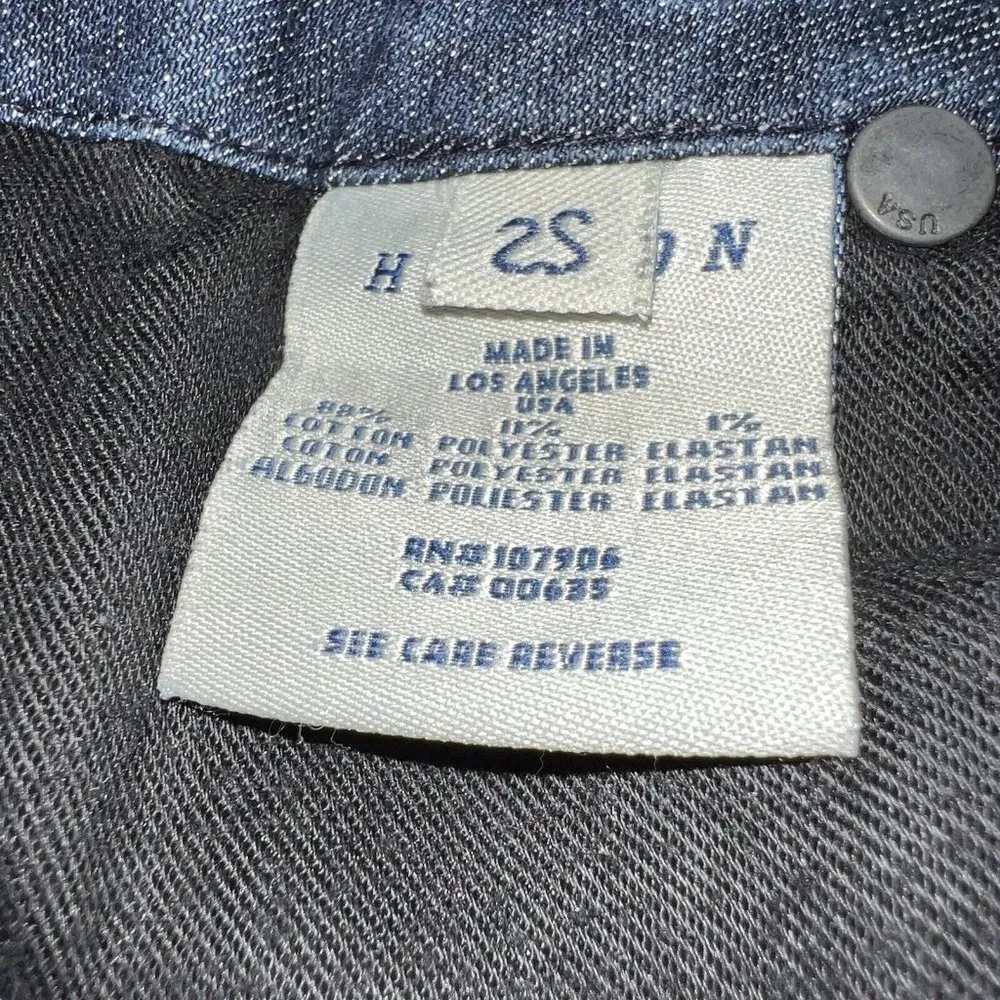 H O N
MADE IN
LOS ANGELES
USA
88% 11% 1%
COTTON POLYESTER ELASTAN
COTON POLYESTER ELASTAN
ALGODON POLIESTER ELASTAN
RN# 107906
CA# 00635
SEE CARE REVERSE
USA